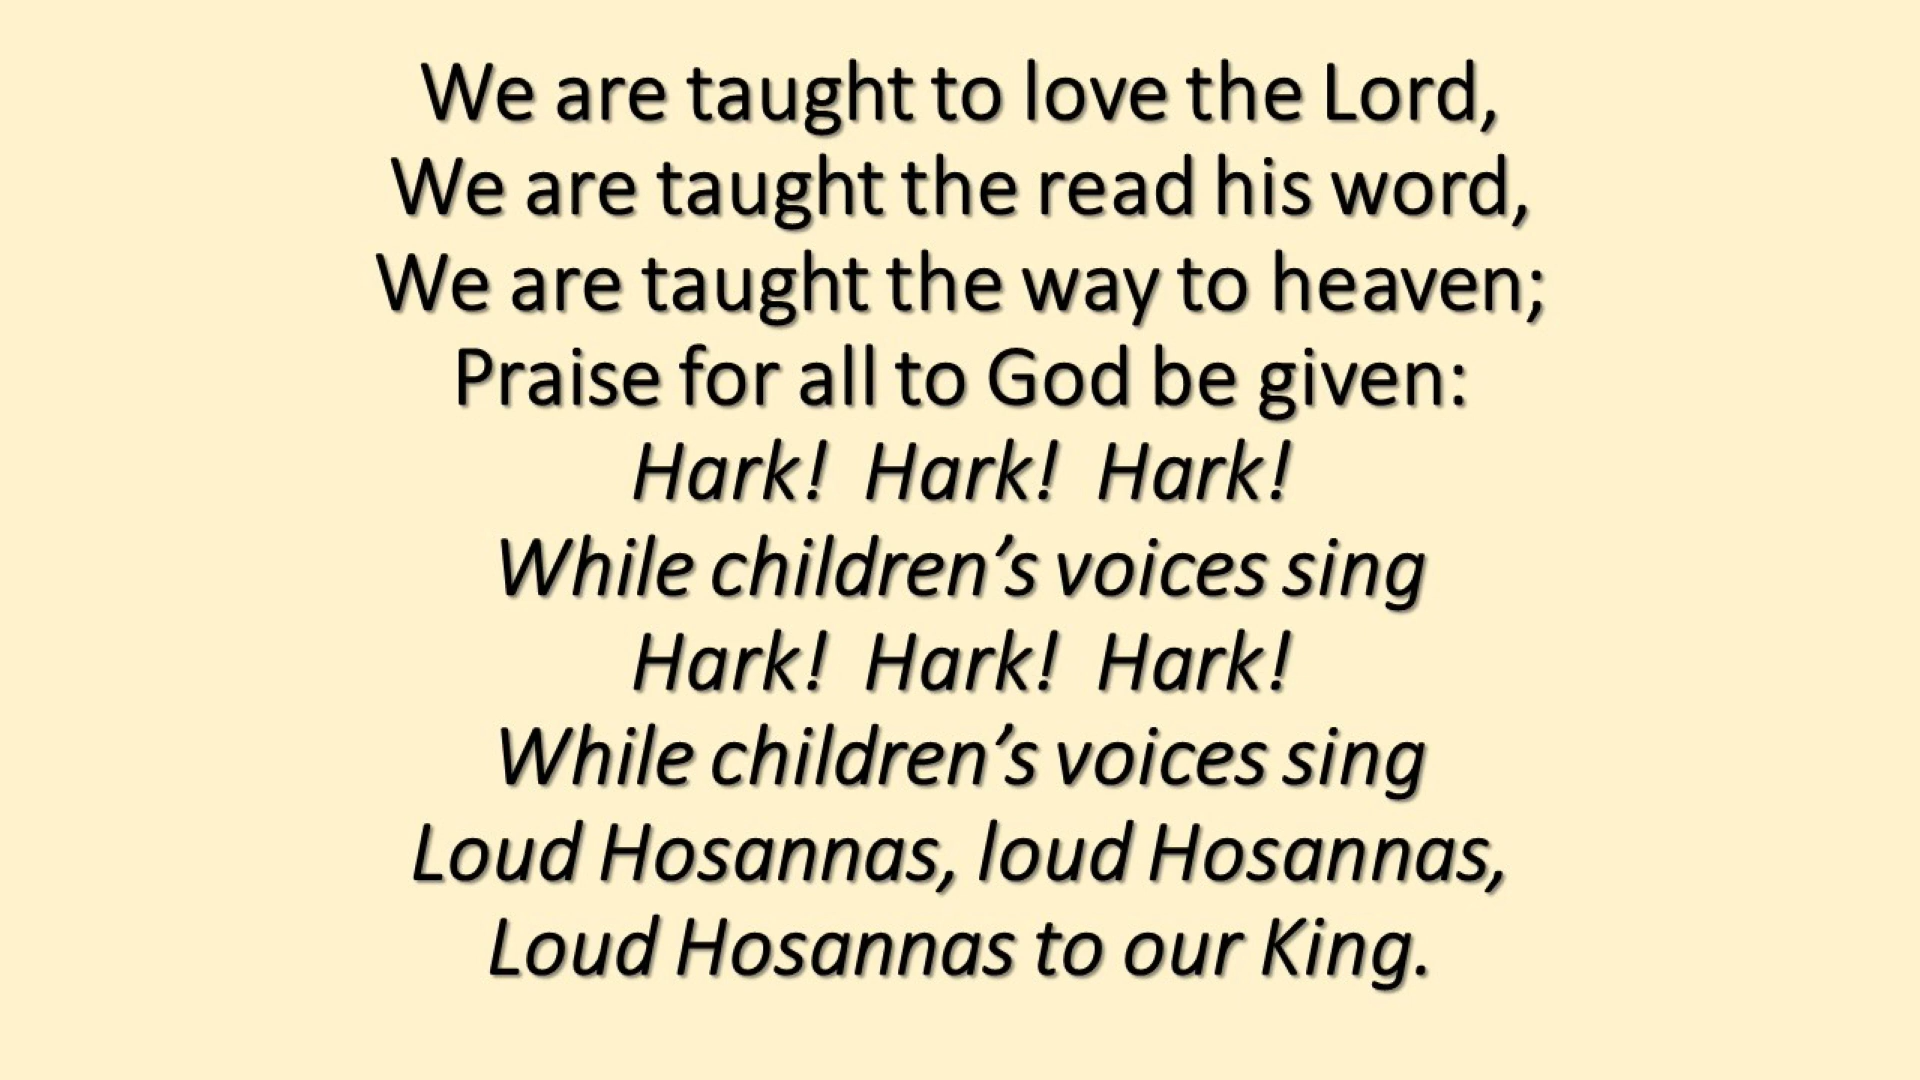 We are taught to love the Lord,
We are taught the read his word,
We are taught the way to heaven;
Praise for all to God be given:
Hark!  Hark!  Hark!
While children’s voices sing
Hark!  Hark!  Hark!
While children’s voices sing
Loud Hosannas, loud Hosannas,
Loud Hosannas to our King.